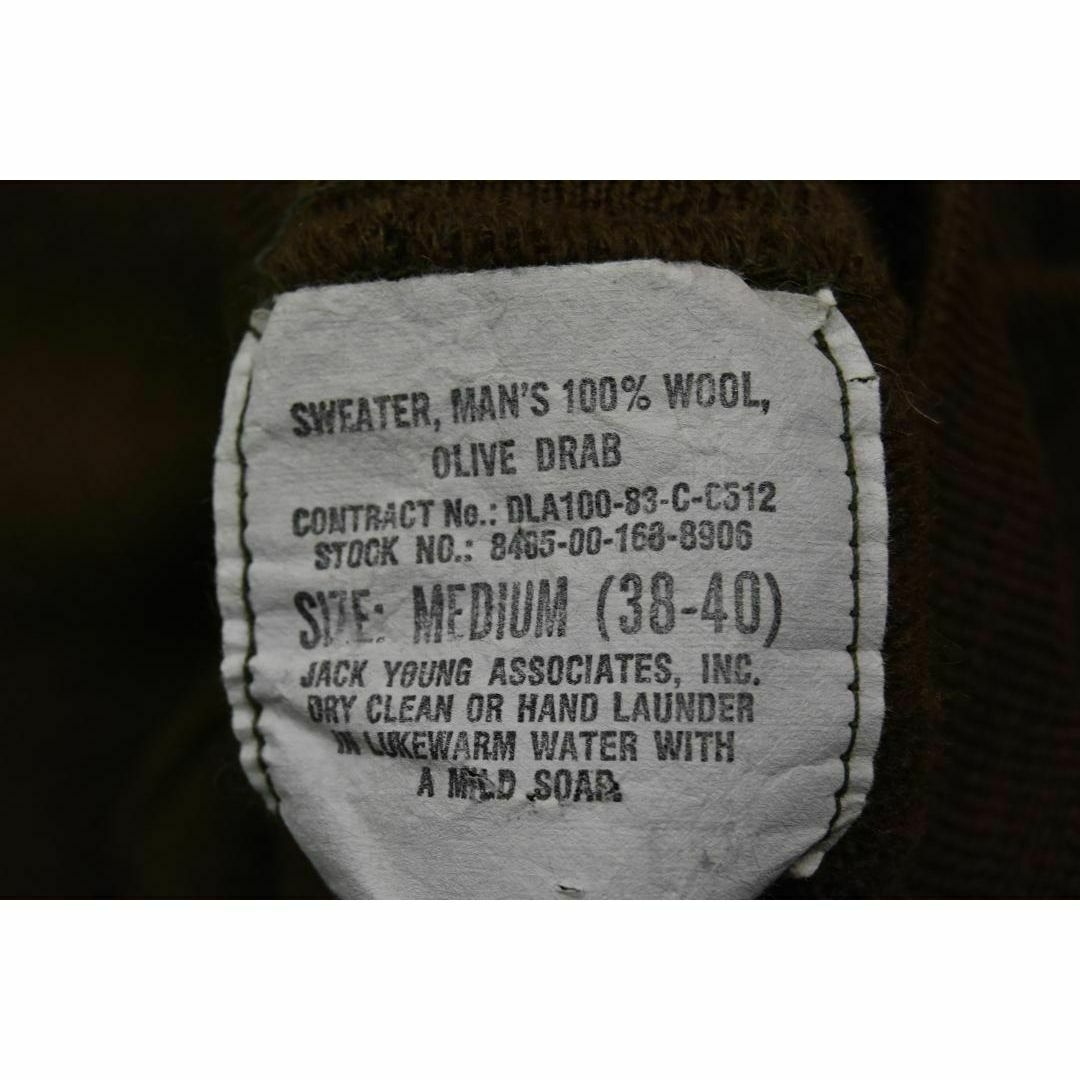 SWEATER, MAN'S 100% WOOL,
OLIVE DRAB
CONTRACT No.: DLA100-83-C-C512
STOCK NO.: 8405-00-168-8906
SIZE: MEDIUM (38-40)
JACK YOUNG ASSOCIATES, INC.
DRY CLEAN OR HAND LAUNDER
IN LUKEWARM WATER WITH
A MILD SOAP.